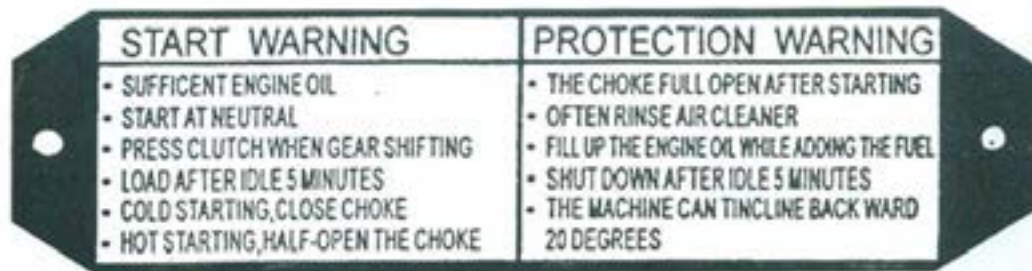 START WARNING
• SUFFICENT ENGINE OIL
• START AT NEUTRAL
• PRESS CLUTCH WHEN GEAR SHIFTING
• LOAD AFTER IDLE 5 MINUTES
• COLD STARTING,CLOSE CHOKE
• HOT STARTING,HALF-OPEN THE CHOKE
PROTECTION WARNING
• THE CHOKE FULL OPEN AFTER STARTING
• OFTEN RINSE AIR CLEANER
• FILL UP THE ENGINE OIL WHILE ADDING THE FUEL
• SHUT DOWN AFTER IDLE 5 MINUTES
• THE MACHINE CAN TINCLINE BACK WARD
20 DEGREES